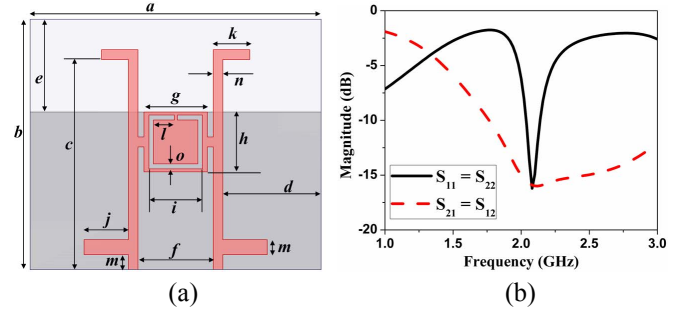 a
k
e
n
g
b
c
l
h
o
d
i
j
m
f
m
(a)
0
-5
-10
-15
-20
Magnitude (dB)
S11 = S22
S21 = S12
1.0 1.5 2.0 2.5 3.0
Frequency (GHz)
(b)